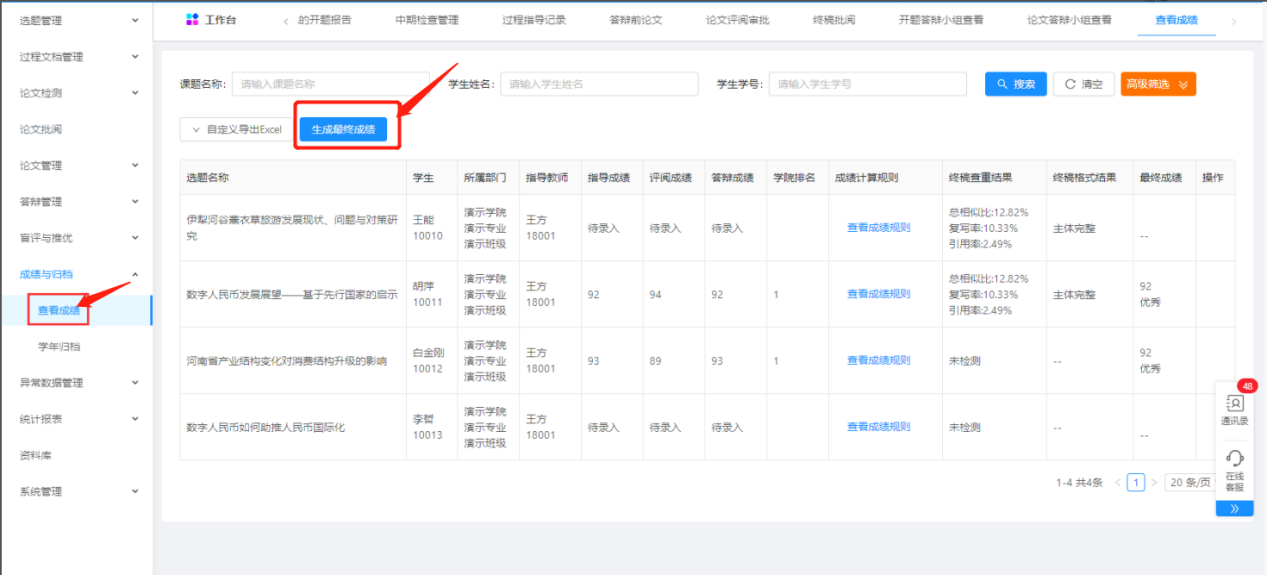 选题管理
过程文档管理
论文检测
论文批阅
论文管理
答辩管理
盲评与推优
成绩与归档
查看成绩
学年归档
异常数据管理
统计报表
资料库
系统管理
工作台
的开题报告
中期检查管理
过程指导记录
答辩前论文
论文评阅审批
终稿批阅
开题答辩小组查看
论文答辩小组查看
查看成绩
课题名称: 请输入课题名称
学生姓名: 请输入学生姓名
学生学号: 请输入学生学号
搜索
清空
高级筛选
自定义导出Excel
生成最终成绩
选题名称 学生 所属部门 指导教师 指导成绩 评阅成绩 答辩成绩 学院排名 成绩计算规则 终稿查重结果 终稿格式结果 最终成绩 操作
伊犁河谷薰衣草旅游发展现状、问题与对策研
究
王能
10010
演示学院
演示专业
演示班级
王方
18001
待录入
待录入
待录入
查看成绩规则
总相似比:12.82%
复写率:10.33%
引用率:2.49%
主体完整
--
数字人民币发展展望——基于先行国家的启示
胡萍
10011
演示学院
演示专业
演示班级
王方
18001
92
94
92
1
查看成绩规则
总相似比:12.82%
复写率:10.33%
引用率:2.49%
主体完整
92
优秀
河南省产业结构变化对消费结构升级的影响
白金刚
10012
演示学院
演示专业
演示班级
王方
18001
93
89
93
1
查看成绩规则
未检测
--
92
优秀
数字人民币如何助推人民币国际化
李哲
10013
演示学院
演示专业
演示班级
王方
18001
待录入
待录入
待录入
查看成绩规则
未检测
--
--
1-4 共4条
1
20 条/页
48
通讯录
在线
客服